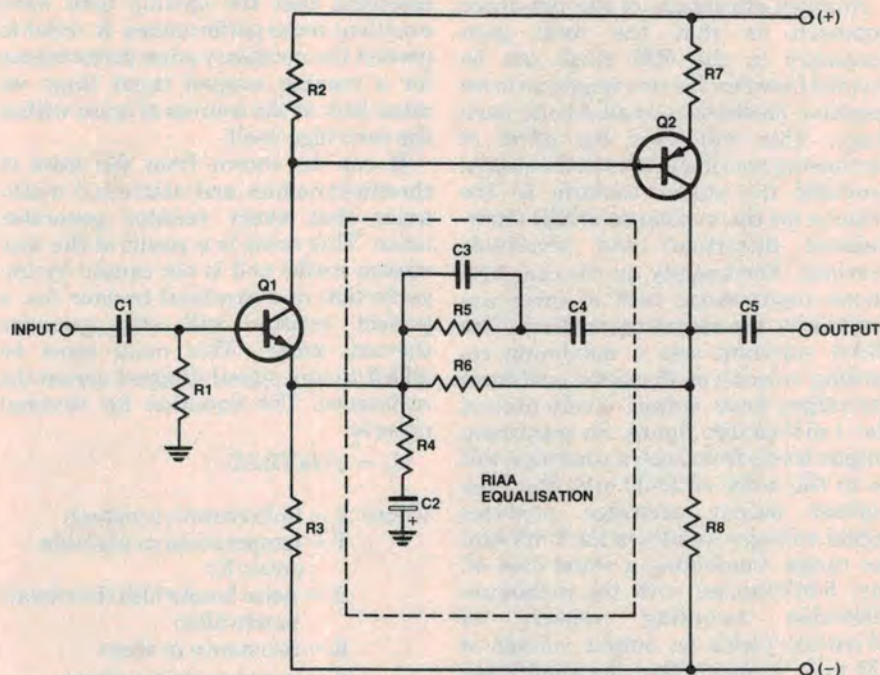 (+)
R2
R7
Q2
C3
Q1
C1
R5
C4
C5
INPUT
OUTPUT
R6
R1
R4
RIAA
EQUALISATION
C2
+
R3
R8
(−)